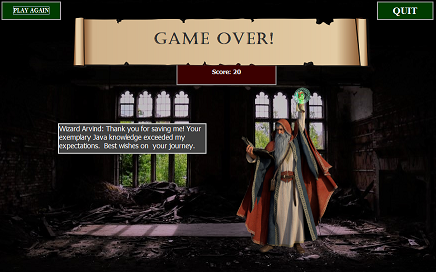 PLAY AGAIN
QUIT
GAME OVER!
Score: 20
Wizard Arvind: Thank you for saving me! Your
exemplary Java knowledge exceeded my
expectations. Best wishes on your journey.